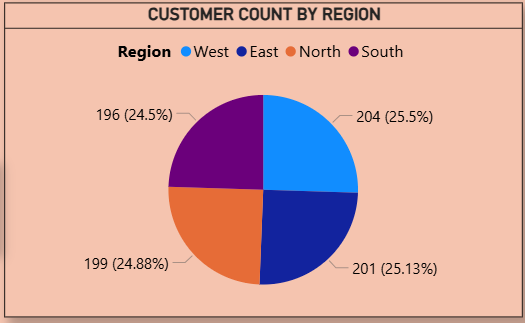 CUSTOMER COUNT BY REGION
Region West East North South
196 (24.5%)
204 (25.5%)
199 (24.88%)
201 (25.13%)